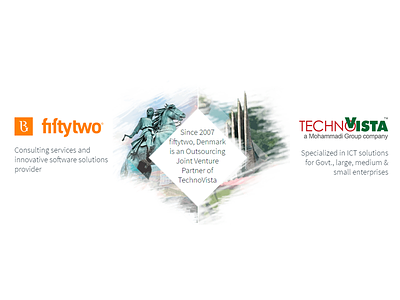 B
fiftytwo®
Consulting services and
innovative software solutions
provider
Since 2007
fiftytwo, Denmark
is an Outsourcing
Joint Venture
Partner of
TechnoVista
TECHNOVISTA™
a Mohammadi Group company
Specialized in ICT solutions
for Govt., large, medium &
small enterprises